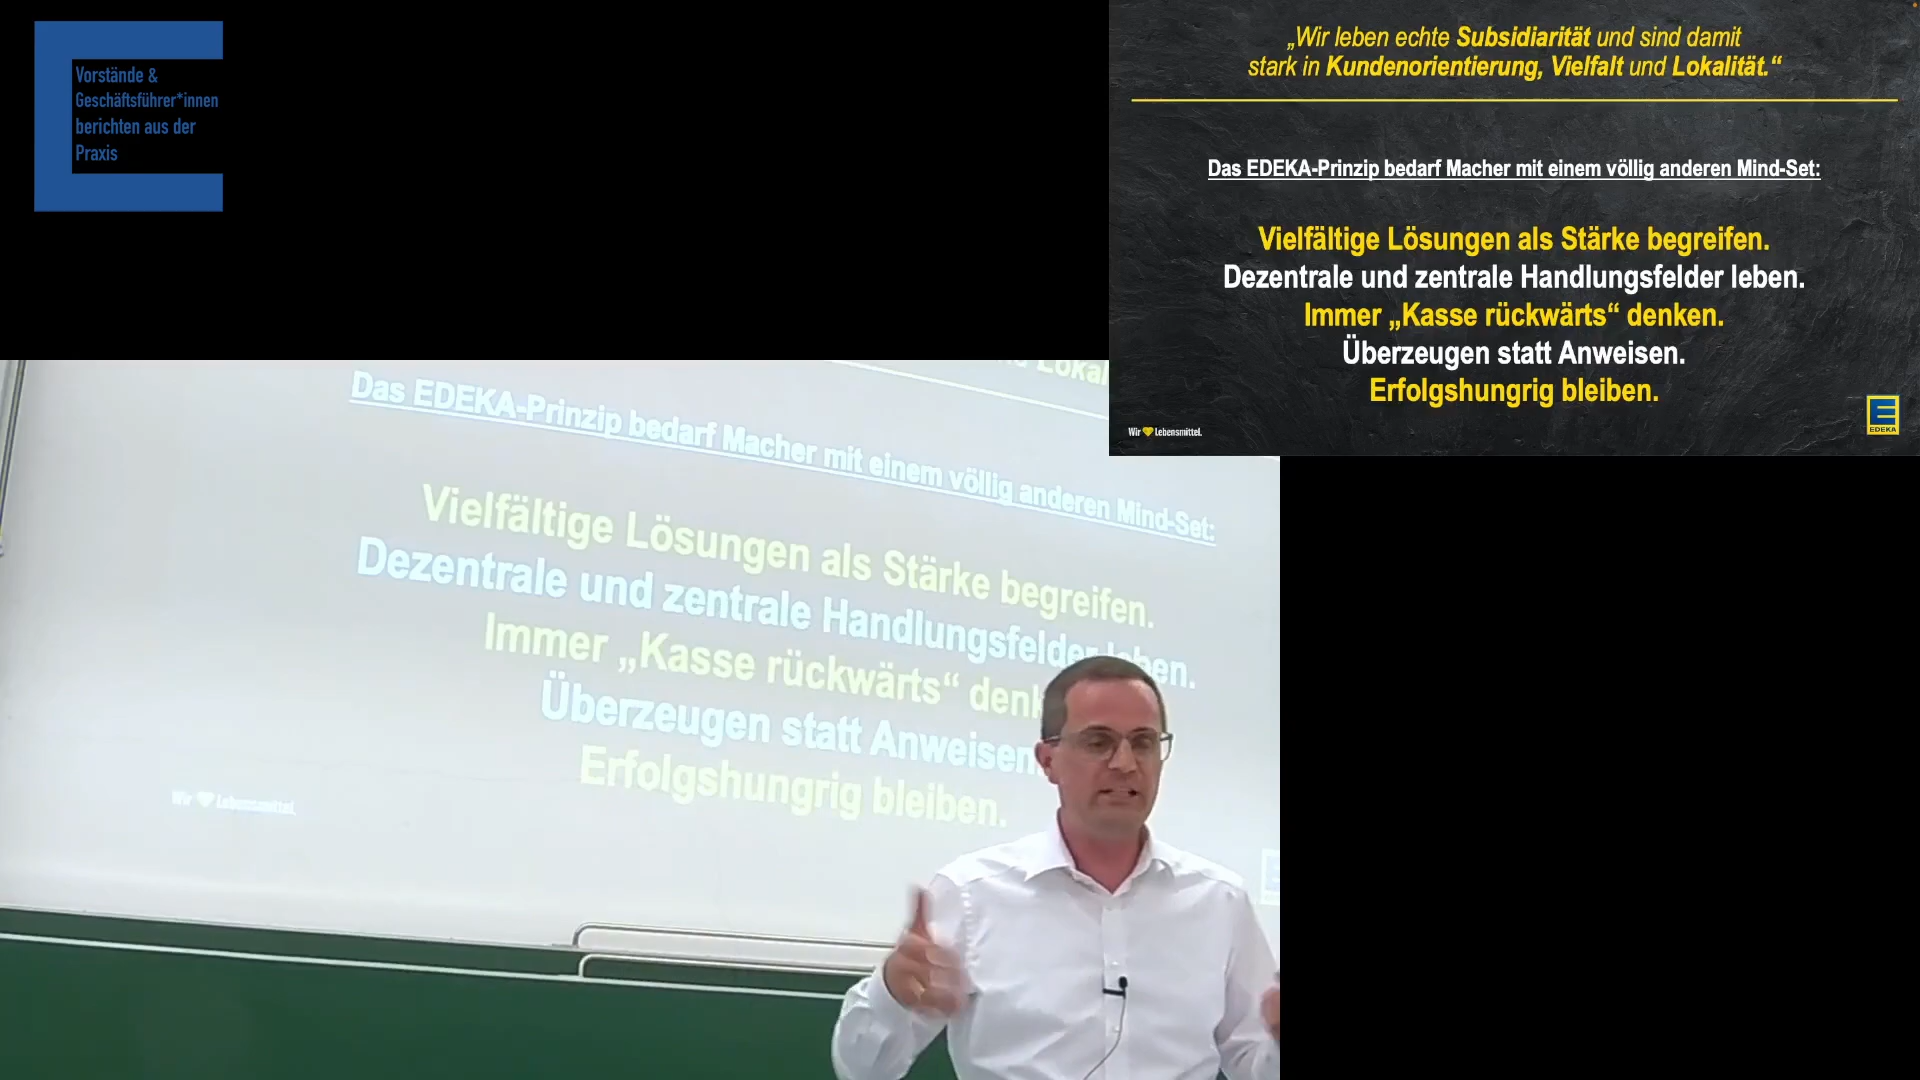 Vorstände &
Geschäftsführer*innen
berichten aus der
Praxis
„Wir leben echte Subsidiarität und sind damit
stark in Kundenorientierung, Vielfalt und Lokalität.“
Das EDEKA-Prinzip bedarf Macher mit einem völlig anderen Mind-Set:
Vielfältige Lösungen als Stärke begreifen.
Dezentrale und zentrale Handlungsfelder leben.
Immer „Kasse rückwärts“ denken.
Überzeugen statt Anweisen.
Erfolgshungrig bleiben.
Wir Lebensmittel.
EDEKA
Das EDEKA-Prinzip bedarf Macher mit einem völlig anderen Mind-Set:
Vielfältige Lösungen als Stärke begreifen.
Dezentrale und zentrale Handlungsfelder leben.
Immer „Kasse rückwärts“ denk
Überzeugen statt Anweisen
Erfolgshungrig bleiben.
Wir Lebensmittel.